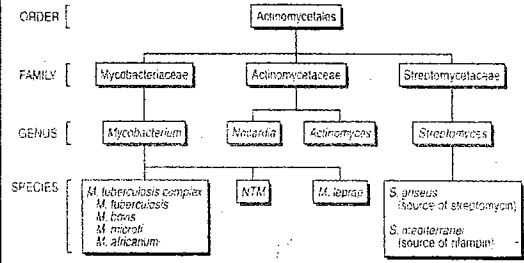 ORDER
Actinomycetales
FAMILY
Mycobacteriaceae
Actinomycetaceae
Streptomycetaceae
GENUS
Mycobacterium
Nocardia
Actinomyces
Streptomyces
SPECIES
M. tuberculosis complex
M. tuberculosis
M. bovis
M. microti
M. africanum
NTM
M. leprae
S. griseus
(source of streptomycin)
S. mediterranei
(source of rifampin)